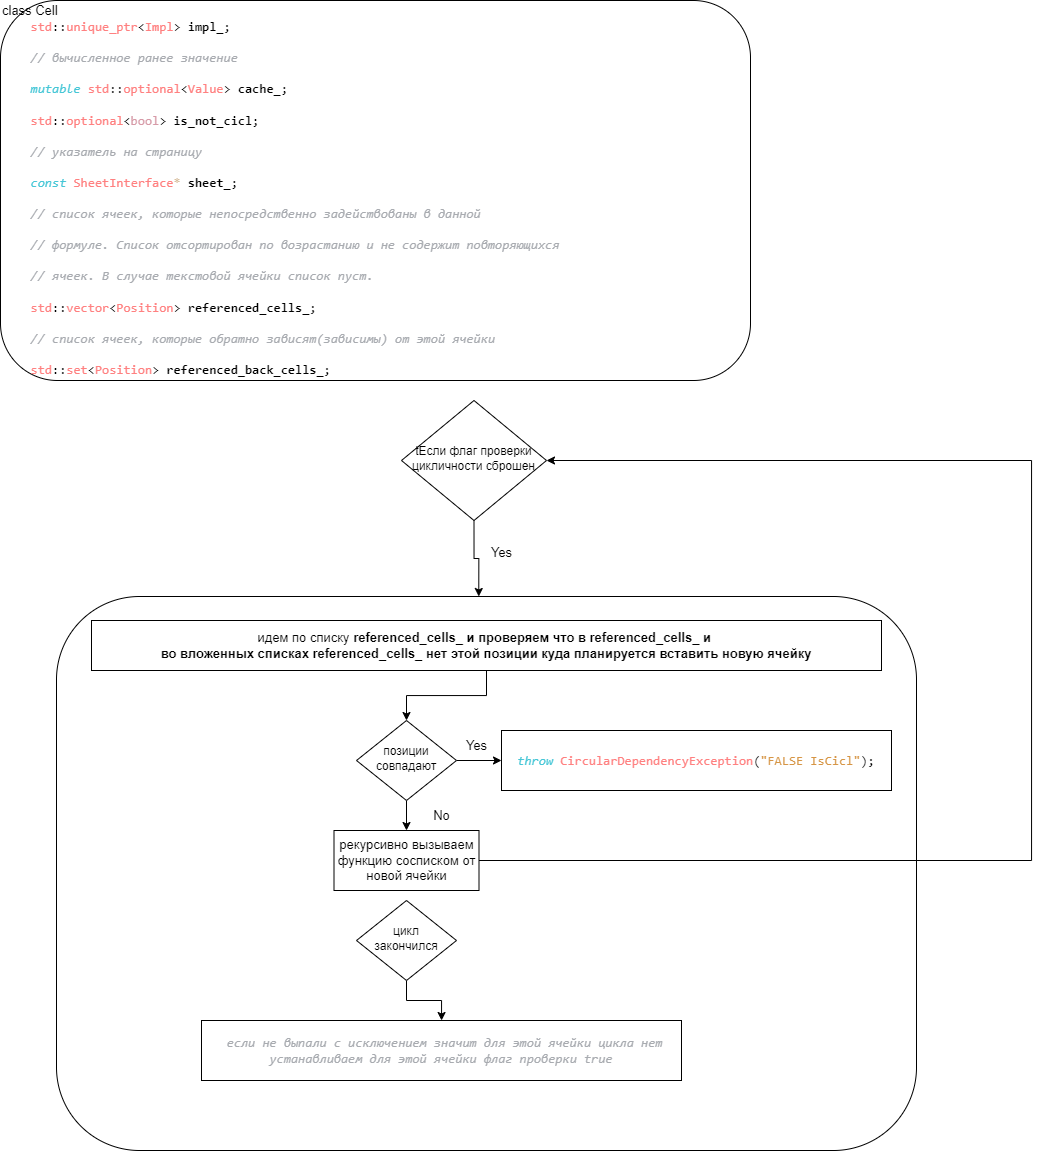 class Cell
std::unique_ptr<Impl> impl_;
// вычисленное ранее значение
mutable std::optional<Value> cache_;
std::optional<bool> is_not_cicl;
// указатель на страницу
const SheetInterface* sheet_;
// список ячеек, которые непосредственно задействованы в данной
// формуле. Список отсортирован по возрастанию и не содержит повторяющихся
// ячеек. В случае текстовой ячейки список пуст.
std::vector<Position> referenced_cells_;
// список ячеек, которые обратно зависят(зависимы) от этой ячейки
std::set<Position> referenced_back_cells_;
tЕсли флаг проверки
цикличности сброшен
Yes
идем по списку referenced_cells_ и проверяем что в referenced_cells_ и
во вложенных списках referenced_cells_ нет этой позиции куда планируется вставить новую ячейку
позиции
совпадают
Yes
throw CircularDependencyException("FALSE IsCicl");
No
рекурсивно вызываем
функцию сосписком от
новой ячейки
цикл
закончился
если не выпали с исключением значит для этой ячейки цикла нет
устанавливаем для этой ячейки флаг проверки true